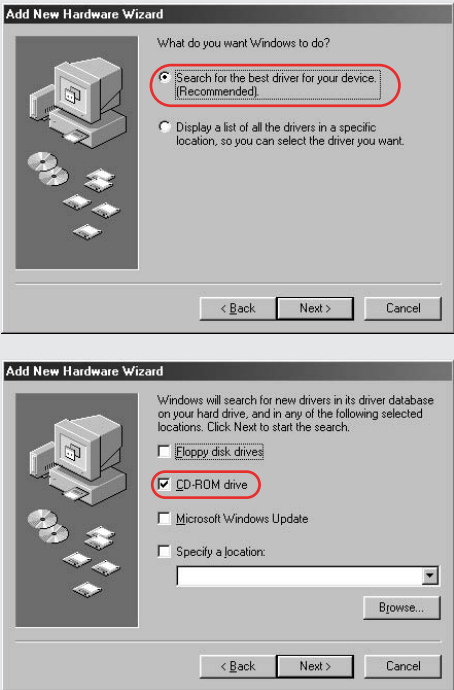 Add New Hardware Wizard
What do you want Windows to do?
Search for the best driver for your device.
(Recommended).
Display a list of all the drivers in a specific
location, so you can select the driver you want.
< Back
Next >
Cancel
Add New Hardware Wizard
Windows will search for new drivers in its driver database
on your hard drive, and in any of the following selected
locations. Click Next to start the search.
Floppy disk drives
CD-ROM drive
Microsoft Windows Update
Specify a location:
Browse...
< Back
Next >
Cancel